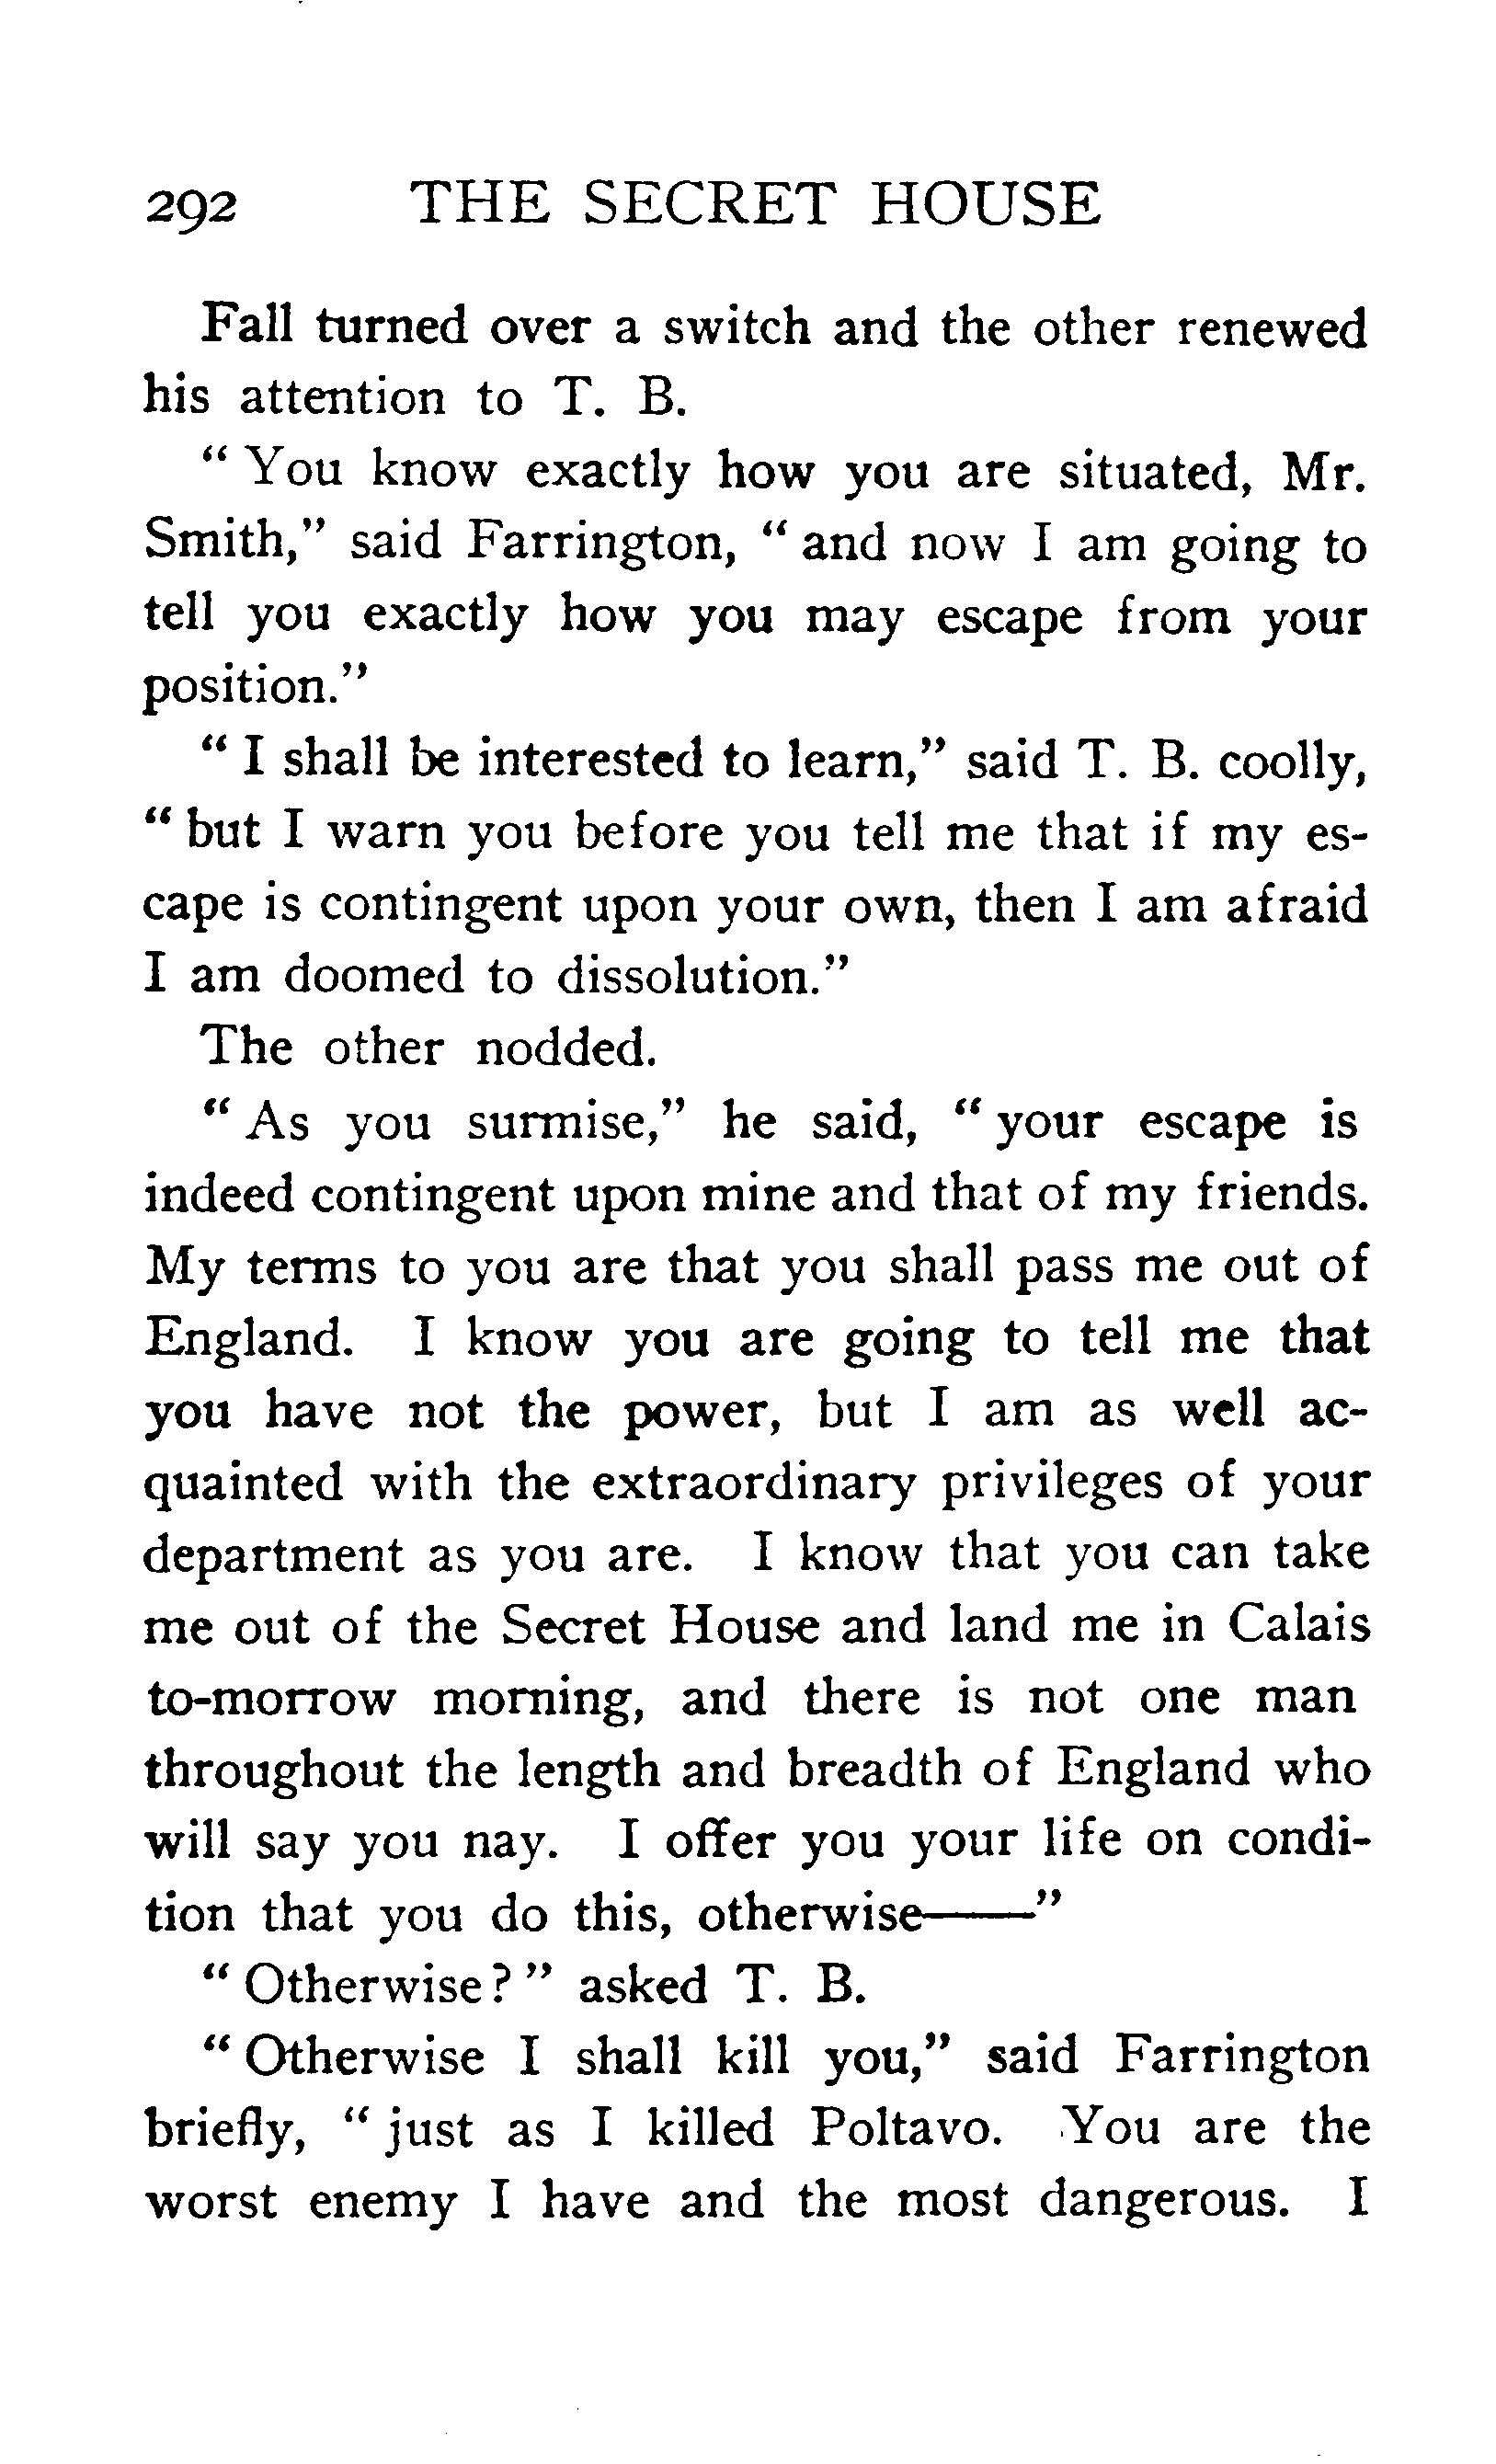 292 THE SECRET HOUSE
Fall turned over a switch and the other renewed
his attention to T. B.
" You know exactly how you are situated, Mr.
Smith," said Farrington, " and now I am going to
tell you exactly how you may escape from your
position."
" I shall be interested to learn," said T. B. coolly,
" but I warn you before you tell me that if my es-
cape is contingent upon your own, then I am afraid
I am doomed to dissolution."
The other nodded.
" As you surmise," he said, " your escape is
indeed contingent upon mine and that of my friends.
My terms to you are that you shall pass me out of
England. I know you are going to tell me that
you have not the power, but I am as well ac-
quainted with the extraordinary privileges of your
department as you are. I know that you can take
me out of the Secret House and land me in Calais
to-morrow morning, and there is not one man
throughout the length and breadth of England who
will say you nay. I offer you your life on condi-
tion that you do this, otherwise——"
" Otherwise? " asked T. B.
" Otherwise I shall kill you," said Farrington
briefly, " just as I killed Poltavo. You are the
worst enemy I have and the most dangerous. I